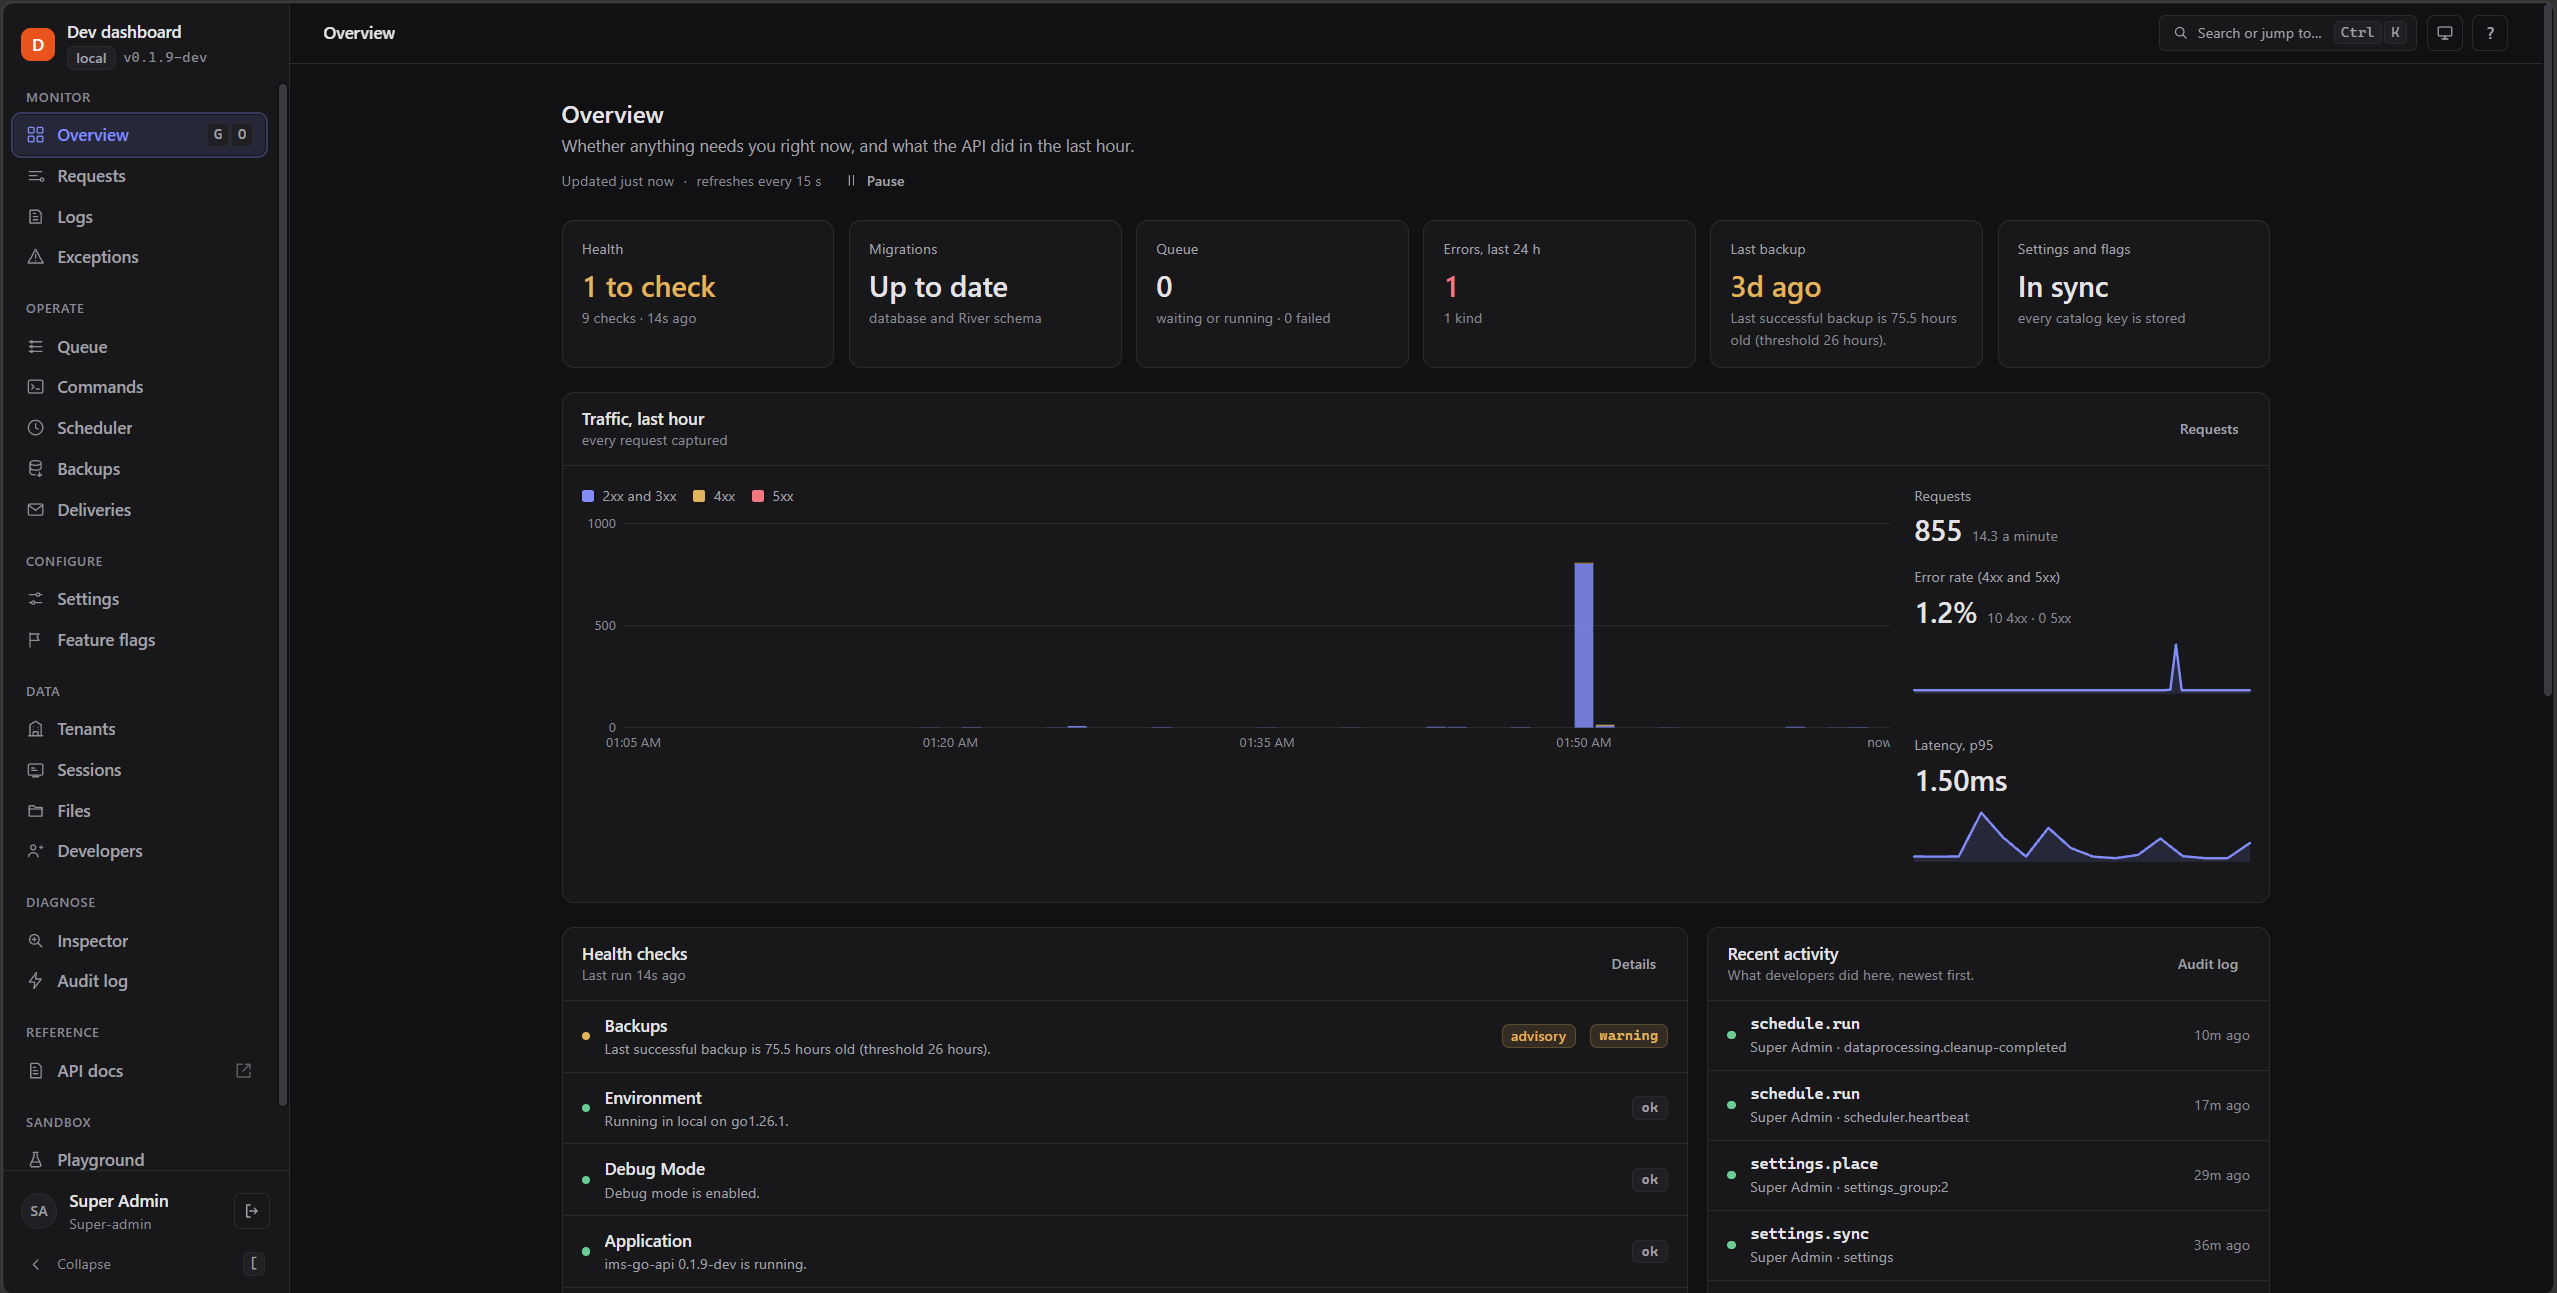 D
Dev dashboard
local v0.1.9-dev
MONITOR
Overview G O
Requests
Logs
Exceptions
OPERATE
Queue
Commands
Scheduler
Backups
Deliveries
CONFIGURE
Settings
Feature flags
DATA
Tenants
Sessions
Files
Developers
DIAGNOSE
Inspector
Audit log
REFERENCE
API docs
SANDBOX
Playground
SA
Super Admin
Super-admin
Collapse [
Overview
Search or jump to... Ctrl K
?
Overview
Whether anything needs you right now, and what the API did in the last hour.
Updated just now · refreshes every 15 s Pause
Health
1 to check
9 checks · 14s ago
Migrations
Up to date
database and River schema
Queue
0
waiting or running · 0 failed
Errors, last 24 h
1
1 kind
Last backup
3d ago
Last successful backup is 75.5 hours
old (threshold 26 hours).
Settings and flags
In sync
every catalog key is stored
Traffic, last hour
every request captured
Requests
2xx and 3xx 4xx 5xx
1000
500
0
01:05 AM 01:20 AM 01:35 AM 01:50 AM now
Requests
855 14.3 a minute
Error rate (4xx and 5xx)
1.2% 10 4xx · 0 5xx
Latency, p95
1.50ms
Health checks
Last run 14s ago
Details
Backups
Last successful backup is 75.5 hours old (threshold 26 hours).
advisory warning
Environment
Running in local on go1.26.1.
ok
Debug Mode
Debug mode is enabled.
ok
Application
ims-go-api 0.1.9-dev is running.
ok
Recent activity
What developers did here, newest first.
Audit log
schedule.run
Super Admin · dataprocessing.cleanup-completed
10m ago
schedule.run
Super Admin · scheduler.heartbeat
17m ago
settings.place
Super Admin · settings_group:2
29m ago
settings.sync
Super Admin · settings
36m ago